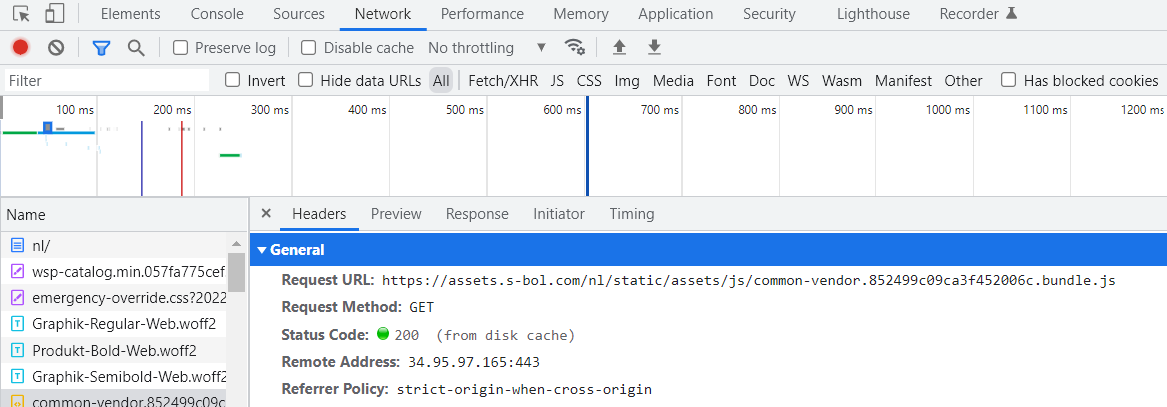 Elements Console Sources Network Performance Memory Application Security Lighthouse Recorder
Preserve log Disable cache No throttling
Filter Invert Hide data URLs All Fetch/XHR JS CSS Img Media Font Doc WS Wasm Manifest Other Has blocked cookies
100 ms 200 ms 300 ms 400 ms 500 ms 600 ms 700 ms 800 ms 900 ms 1000 ms 1100 ms 1200 ms
Name
nl/
wsp-catalog.min.057fa775cef
emergency-override.css?2022
Graphik-Regular-Web.woff2
Produkt-Bold-Web.woff2
Graphik-Semibold-Web.woff2
common-vendor.852499c09c
× Headers Preview Response Initiator Timing
General
Request URL: https://assets.s-bol.com/nl/static/assets/js/common-vendor.852499c09ca3f452006c.bundle.js
Request Method: GET
Status Code: 200 (from disk cache)
Remote Address: 34.95.97.165:443
Referrer Policy: strict-origin-when-cross-origin